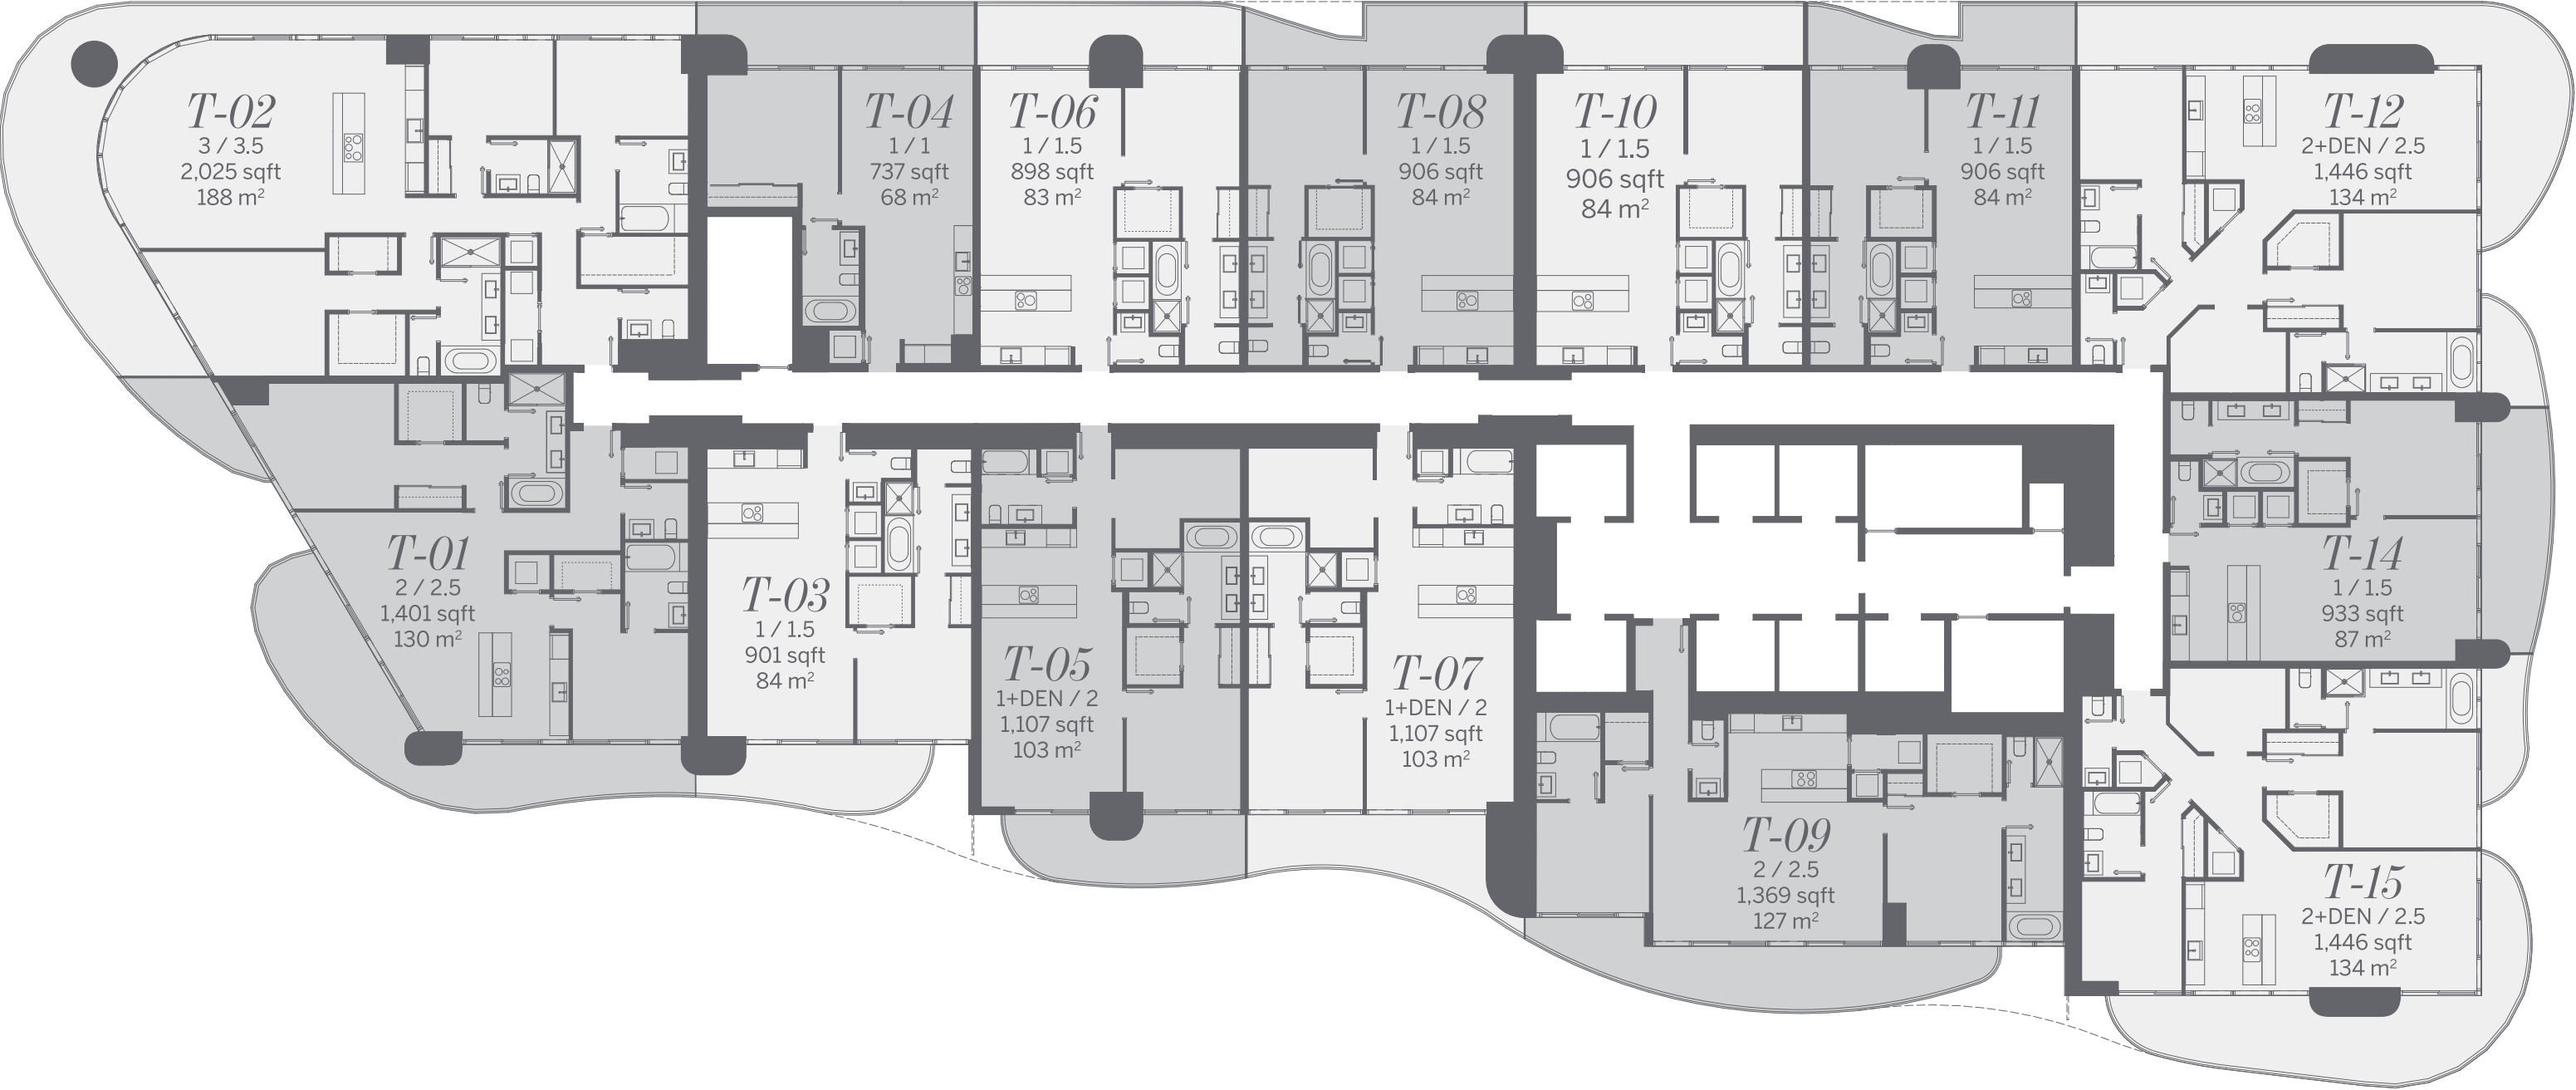 T-02
3 / 3.5
2,025 sqft
188 m²
T-04
1 / 1
737 sqft
68 m²
T-06
1 / 1.5
898 sqft
83 m²
T-08
1 / 1.5
906 sqft
84 m²
T-10
1 / 1.5
906 sqft
84 m²
T-11
1 / 1.5
906 sqft
84 m²
T-12
2+DEN / 2.5
1,446 sqft
134 m²
T-01
2 / 2.5
1,401 sqft
130 m²
T-03
1 / 1.5
901 sqft
84 m²
T-05
1+DEN / 2
1,107 sqft
103 m²
T-07
1+DEN / 2
1,107 sqft
103 m²
T-09
2 / 2.5
1,369 sqft
127 m²
T-14
1 / 1.5
933 sqft
87 m²
T-15
2+DEN / 2.5
1,446 sqft
134 m²